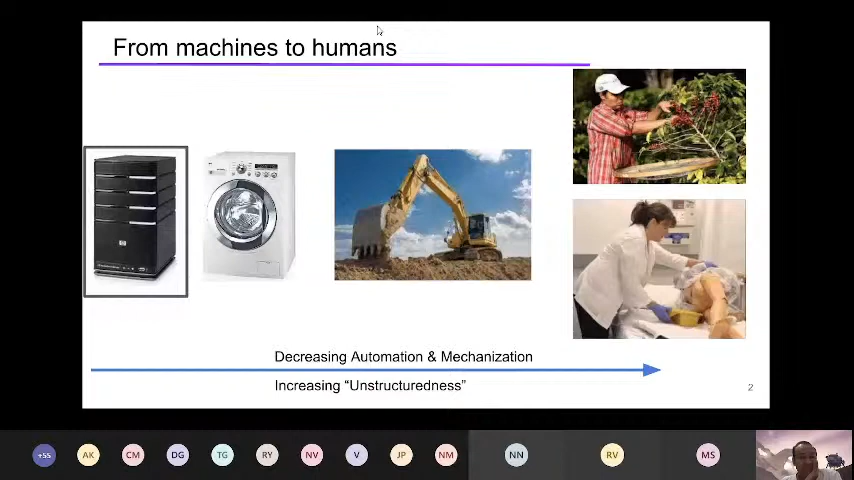 From machines to humans
Decreasing Automation & Mechanization
Increasing “Unstructuredness”
2
+55
AK
CM
DG
TG
RY
NV
V
JP
NM
NN
RV
MS